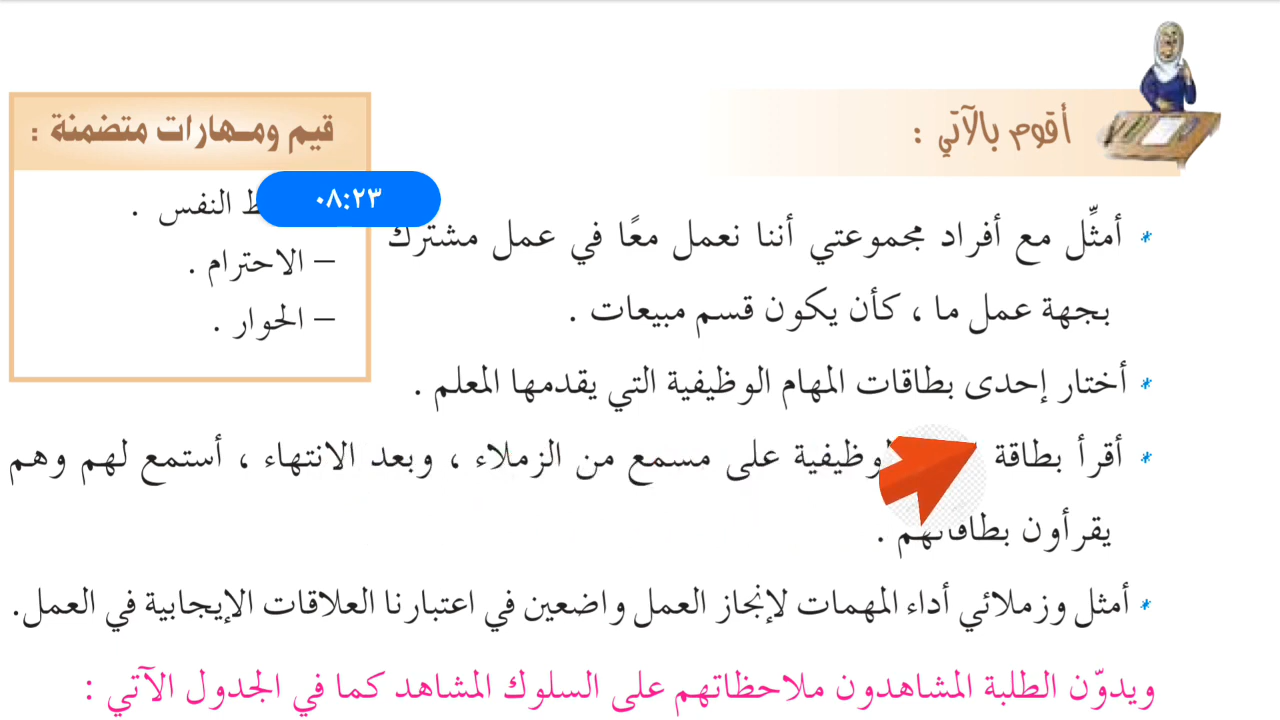 أقوم بالآتي :
* أمثِّل مع أفراد مجموعتي أننا نعمل معًا في عمل مشترك
بجهة عمل ما ، كأن يكون قسم مبيعات .
* أختار إحدى بطاقات المهام الوظيفية التي يقدمها المعلم .
* أقرأ بطاقة على مسمع من الزملاء ، وبعد الانتهاء ، أستمع لهم وهم
يقرأون بطاقاتهم .
* أمثل وزملائي أداء المهمات لإنجاز العمل واضعين في اعتبارنا العلاقات الإيجابية في العمل.
ويدوّن الطلبة المشاهدون ملاحظاتهم على السلوك المشاهد كما في الجدول الآتي :
قيم ومهارات متضمنة :
٠٨:٢٣
النفس .
– الاحترام .
– الحوار .